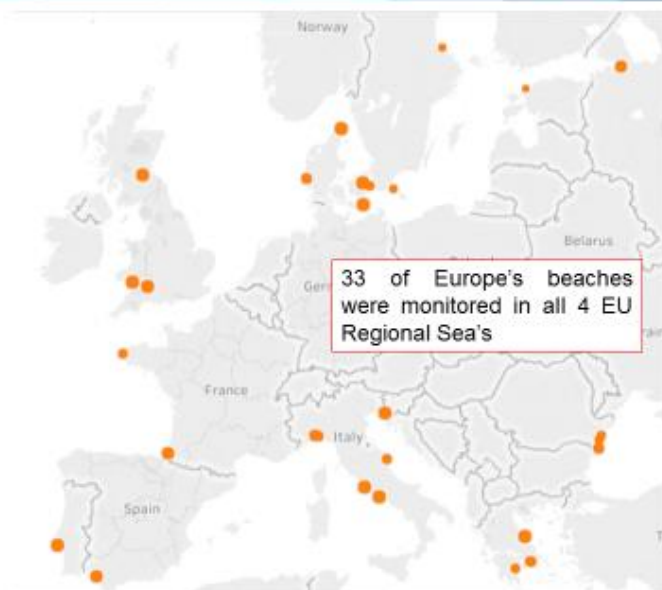 Norway
Belarus
33 of Europe's beaches
were monitored in all 4 EU
Regional Sea's
France
Italy
Spain